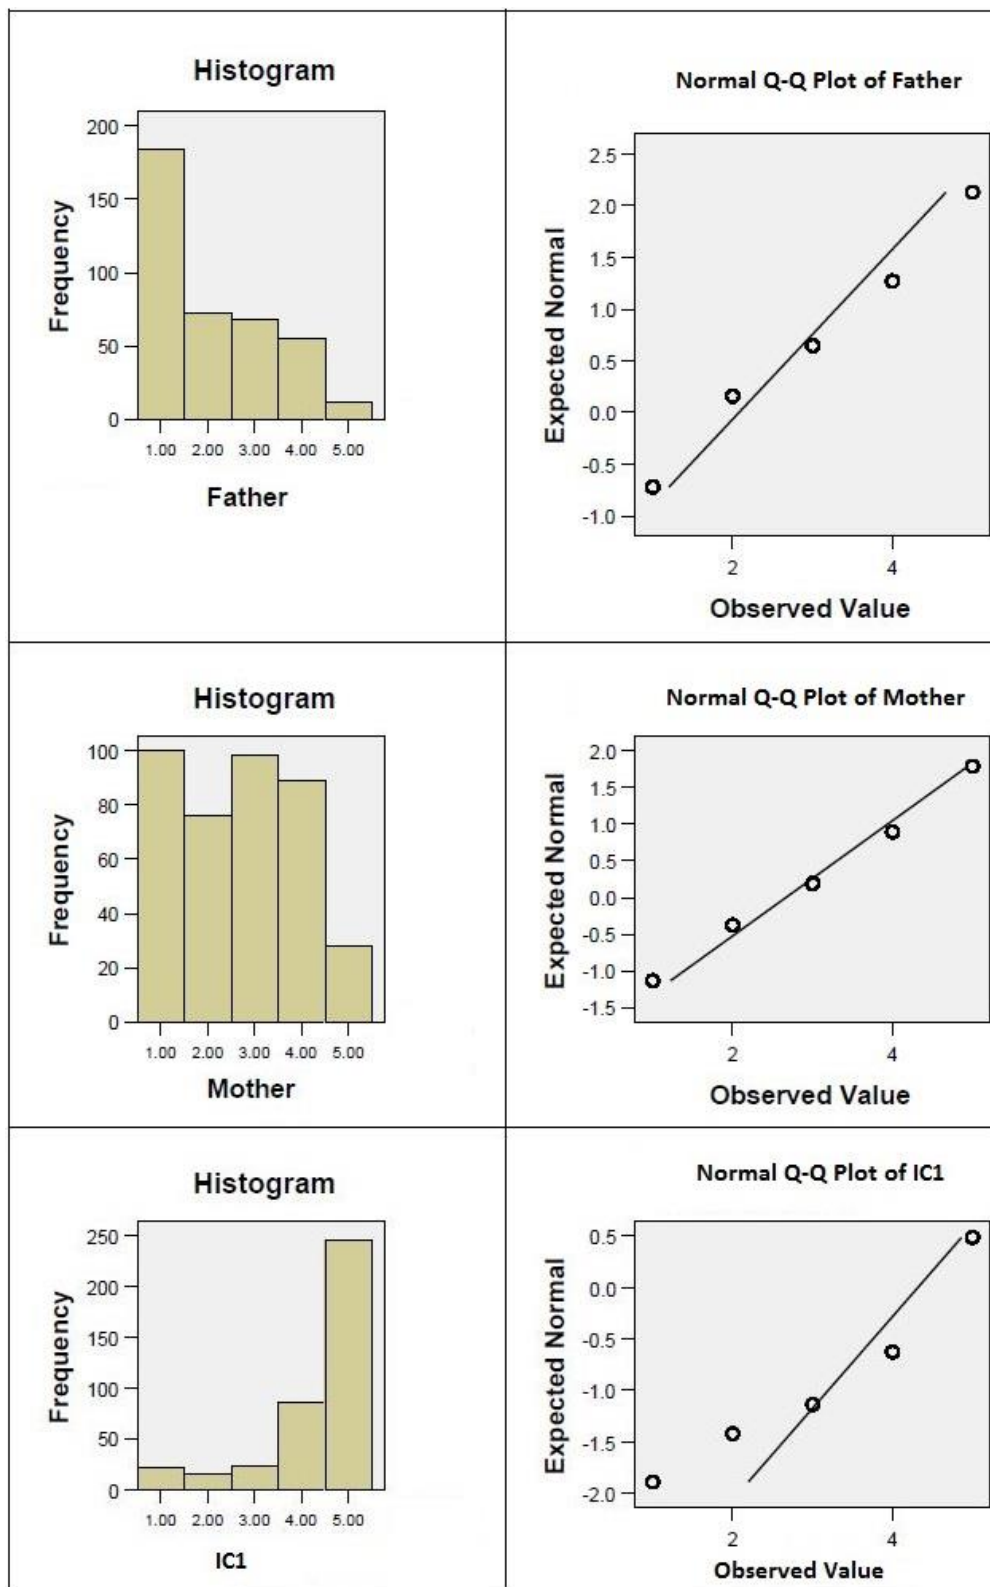 Histogram
200
150
100
50
0
Frequency
1.00 2.00 3.00 4.00 5.00
Father
Normal Q-Q Plot of Father
2.5
2.0
1.5
1.0
0.5
0.0
-0.5
-1.0
Expected Normal
2 4
Observed Value
Histogram
100
80
60
40
20
0
Frequency
1.00 2.00 3.00 4.00 5.00
Mother
Normal Q-Q Plot of Mother
2.0
1.5
1.0
0.5
0.0
-0.5
-1.0
-1.5
Expected Normal
2 4
Observed Value
Histogram
250
200
150
100
50
0
Frequency
1.00 2.00 3.00 4.00 5.00
IC1
Normal Q-Q Plot of IC1
0.5
0.0
-0.5
-1.0
-1.5
-2.0
Expected Normal
2 4
Observed Value